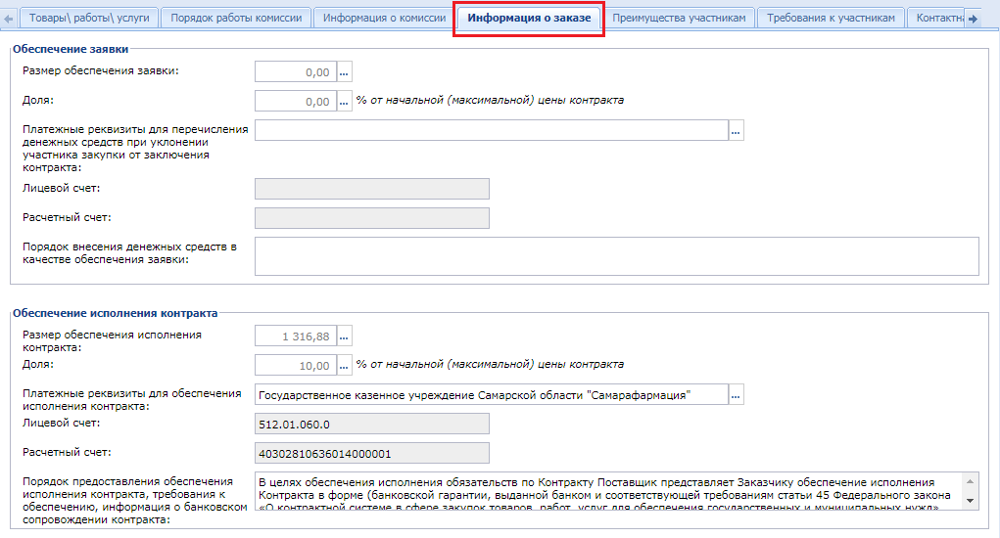 Товары\ работы\ услуги
Порядок работы комиссии
Информация о комиссии
Информация о заказе
Преимущества участникам
Требования к участникам
Контактна
Обеспечение заявки
Размер обеспечения заявки:
0,00 ...
Доля:
0,00 ... % от начальной (максимальной) цены контракта
Платежные реквизиты для перечисления
денежных средств при уклонении
участника закупки от заключения
контракта:
...
Лицевой счет:
Расчетный счет:
Порядок внесения денежных средств в
качестве обеспечения заявки:
Обеспечение исполнения контракта
Размер обеспечения исполнения
контракта:
1 316,88 ...
Доля:
10,00 ... % от начальной (максимальной) цены контракта
Платежные реквизиты для обеспечения
исполнения контракта:
Государственное казенное учреждение Самарской области "Самарафармация" ...
Лицевой счет:
512.01.060.0
Расчетный счет:
40302810636014000001
Порядок предоставления обеспечения
исполнения контракта, требования к
обеспечению, информация о банковском
сопровождении контракта:
В целях обеспечения исполнения обязательств по Контракту Поставщик представляет Заказчику обеспечение исполнения
Контракта в форме (банковской гарантии, выданной банком и соответствующей требованиям статьи 45 Федерального закона
«О контрактной системе в сфере закупок товаров, работ, услуг для обеспечения государственных и муниципальных нужд»